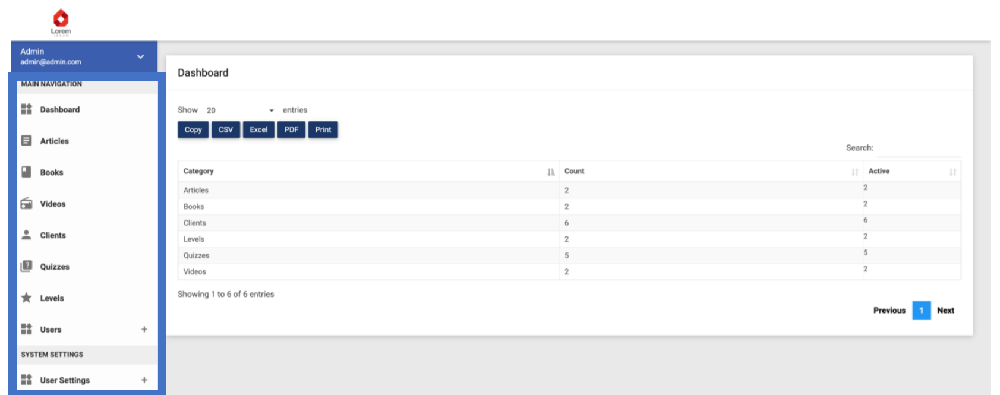 Lorem
IPSUM
Admin
admin@admin.com
MAIN NAVIGATION
Dashboard
Articles
Books
Videos
Clients
Quizzes
Levels
Users +
SYSTEM SETTINGS
User Settings +
Dashboard
Show 20 entries
Copy CSV Excel PDF Print
Search:
Category Count Active
Articles 2 2
Books 2 2
Clients 6 6
Levels 2 2
Quizzes 5 5
Videos 2 2
Showing 1 to 6 of 6 entries
Previous 1 Next